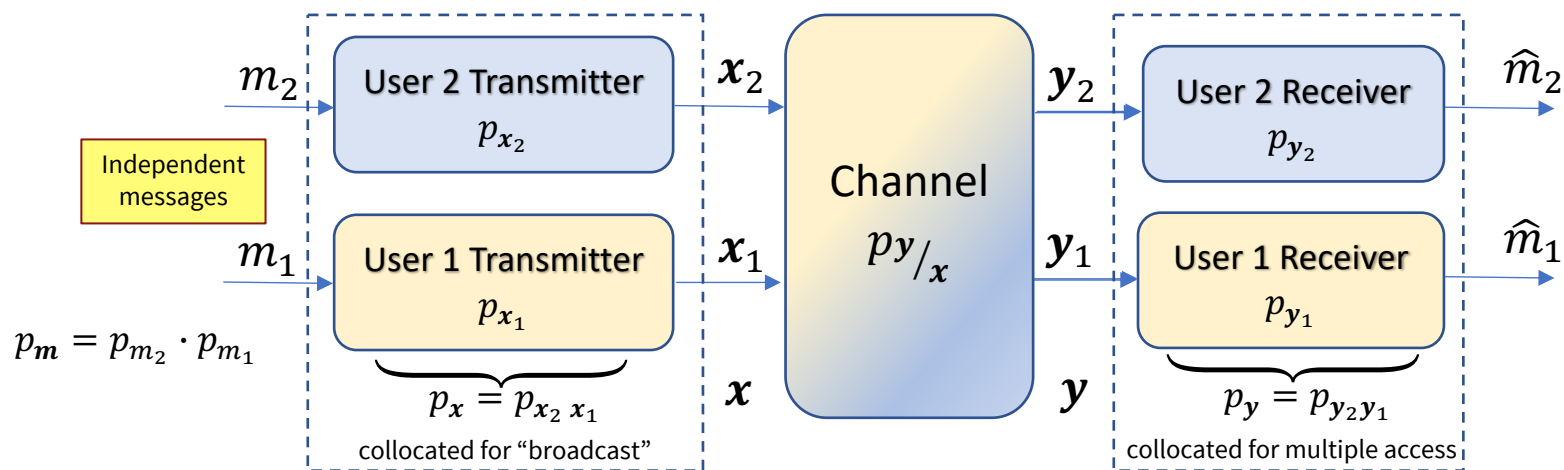 m₂
User 2 Transmitter
p𝒙₂
𝒙₂
Channel
p𝒚/𝒙
𝒚₂
User 2 Receiver
p𝒚₂
m̂₂
Independent
messages
m₁
User 1 Transmitter
p𝒙₁
𝒙₁
𝒚₁
User 1 Receiver
p𝒚₁
m̂₁
p𝒎 = pm₂ · pm₁
p𝒙 = p𝒙₂ 𝒙₁
collocated for “broadcast”
𝒙
𝒚
p𝒚 = p𝒚₂𝒚₁
collocated for multiple access